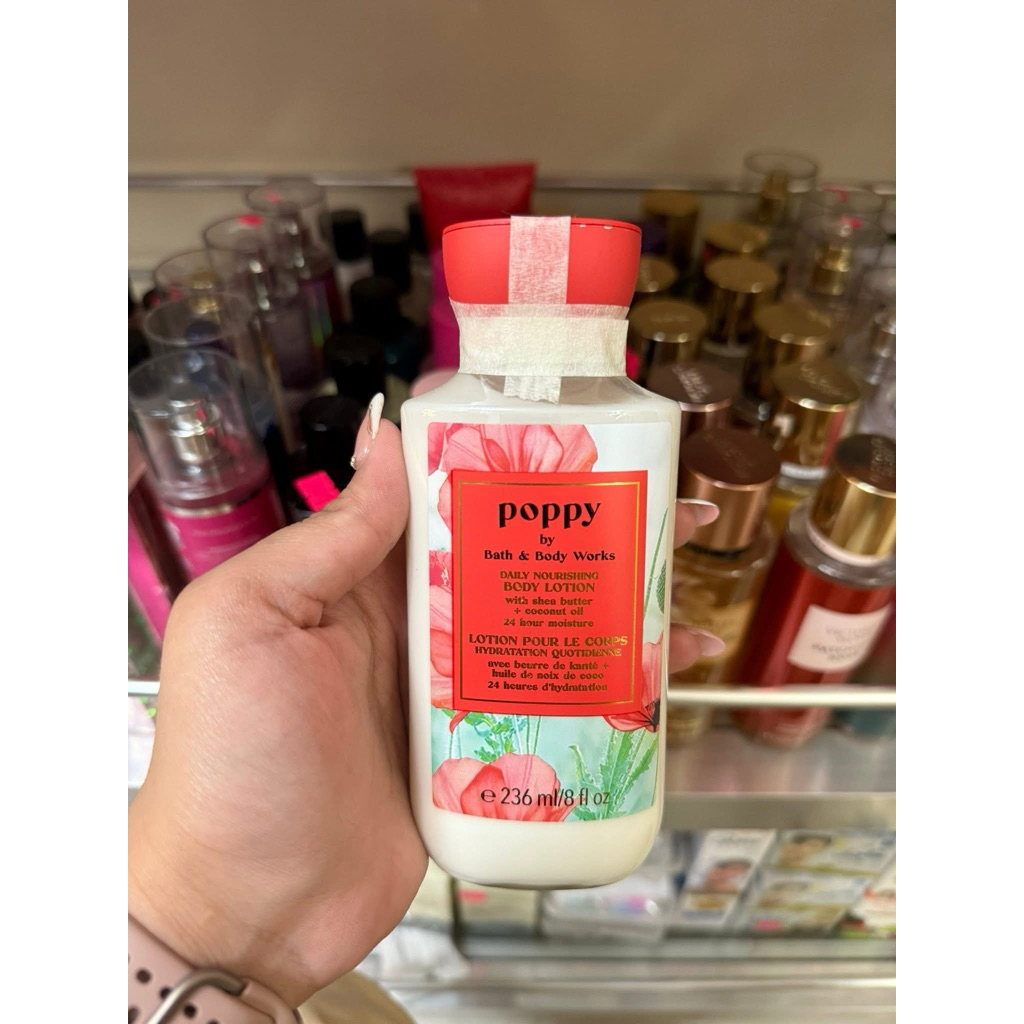 poppy
by
Bath & Body Works
DAILY NOURISHING
BODY LOTION
with shea butter
+ coconut oil
24 hour moisture
LOTION POUR LE CORPS
HYDRATATION QUOTIDIENNE
avec beurre de karité +
huile de noix de coco
24 heures d'hydratation
℮ 236 ml/8 fl oz